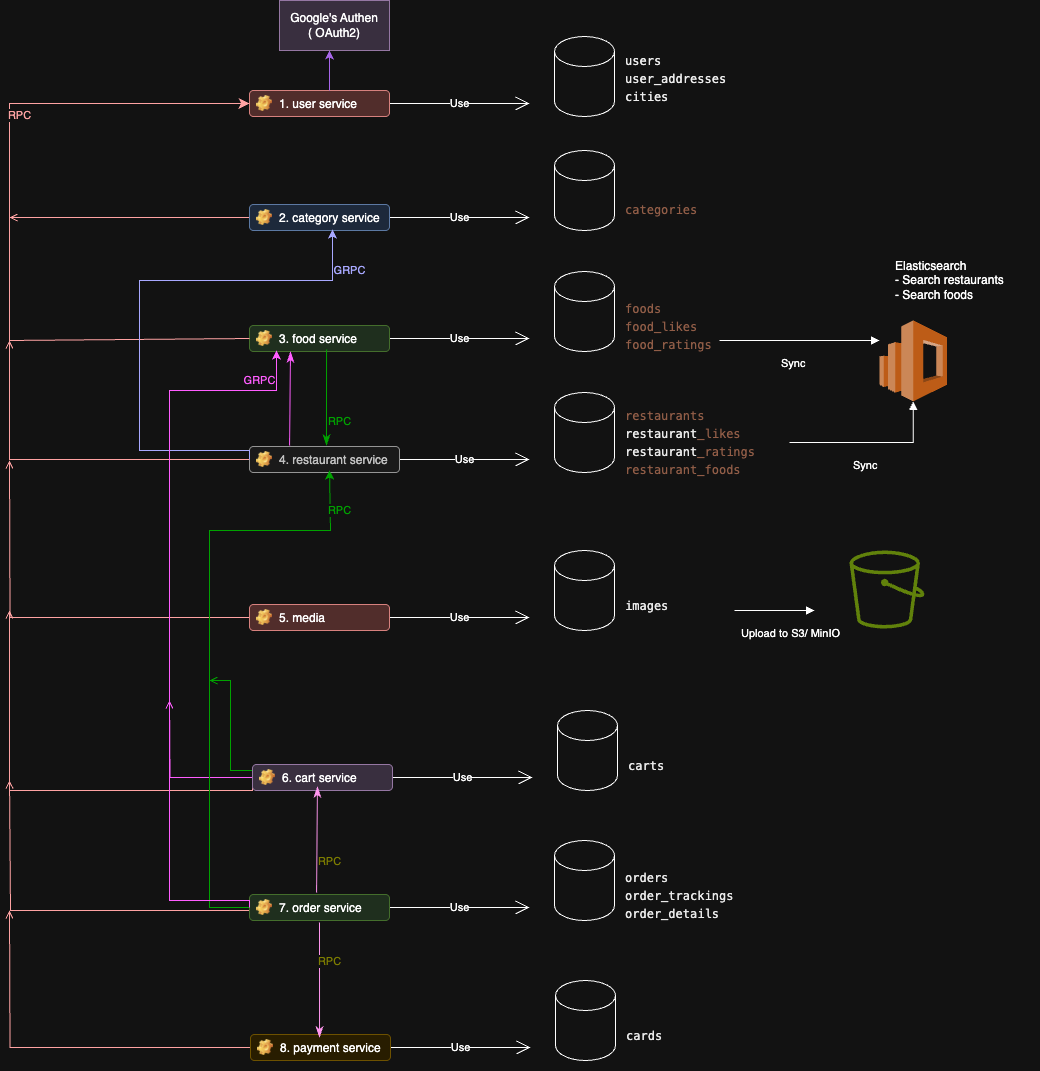 Google's Authen
( OAuth2)
users
user_addresses
cities
1. user service
Use
RPC
categories
2. category service
Use
GRPC
Elasticsearch
- Search restaurants
- Search foods
foods
food_likes
food_ratings
3. food service
Use
Sync
GRPC
RPC
restaurants
restaurant_likes
restaurant_ratings
restaurant_foods
4. restaurant service
Use
Sync
RPC
images
5. media
Use
Upload to S3/ MinIO
carts
6. cart service
Use
RPC
orders
order_trackings
order_details
7. order service
Use
RPC
cards
8. payment service
Use